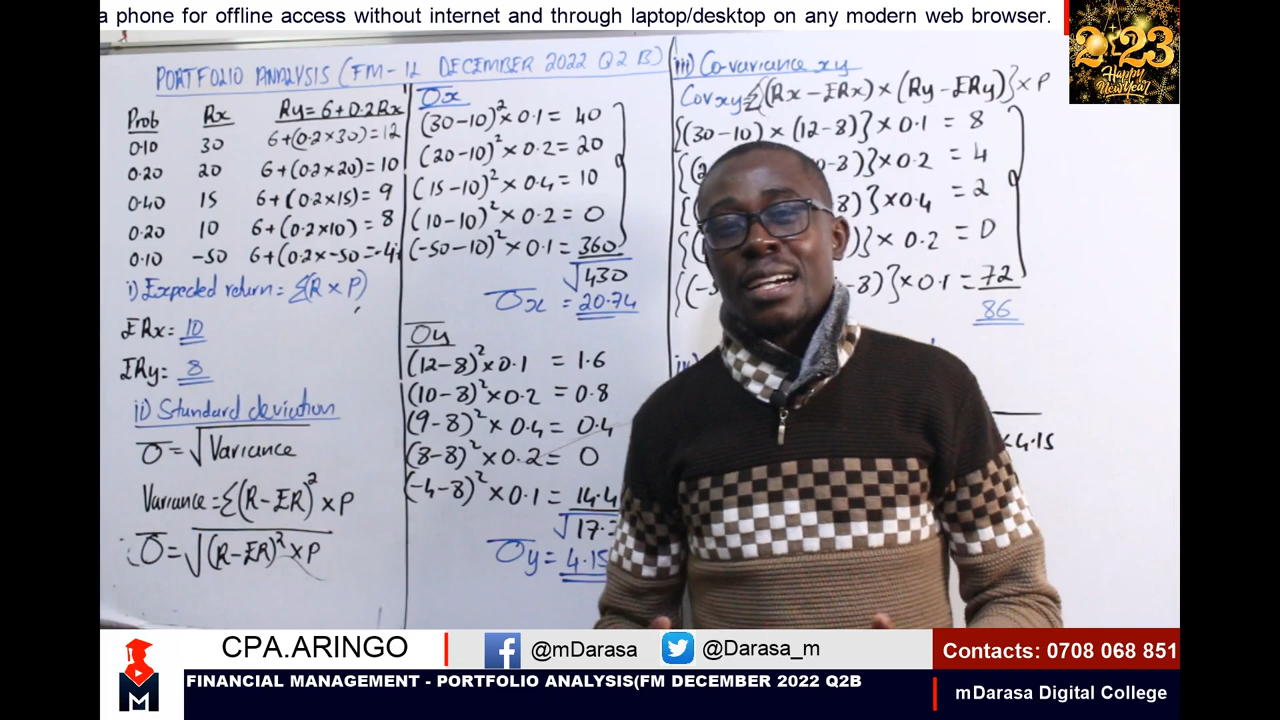 a phone for offline access without internet and through laptop/desktop on any modern web browser.
2023
Happy
New Year
PORTFOLIO ANALYSIS (FM-12 DECEMBER 2022 Q2 B)
Prob Rx Ry = 6+0.2Rx
0.10 30 6+(0.2×30)=12
0.20 20 6+(0.2×20)=10
0.40 15 6+(0.2×15)=9
0.20 10 6+(0.2×10)=8
0.10 -50 6+(0.2×-50=-4
i) Expected return = Σ(R×P)
ERx= 10
ERy= 8
ii) Standard deviation
σ=√Variance
Variance=Σ(R-ER)²×P
∴σ=√(R-ER)²×P
σx
(30-10)²×0.1= 40
(20-10)²×0.2=20
(15-10)²×0.4= 10
(10-10)²×0.2= 0
(-50-10)²×0.1=360
√430
σx = 20.74
σy
(12-8)²×0.1 = 1.6
(10-8)²×0.2 = 0.8
(9-8)²×0.4= 0.4
(8-8)²×0.2= 0
(-4-8)²×0.1= 14.4
√17.
σy= 4.15
iii) Co-variance xy
Covxy=Σ{(Rx-ERx)×(Ry-ERy)}×P
{(30-10)×(12-8)}×0.1 = 8
0-8)}×0.2 = 4
8)}×0.4 = 2
)}×0.2 = 0
-8)}×0.1=72
86
×4.15
CPA.ARINGO
@mDarasa
@Darasa_m
Contacts: 0708 068 851
M
FINANCIAL MANAGEMENT - PORTFOLIO ANALYSIS(FM DECEMBER 2022 Q2B
mDarasa Digital College